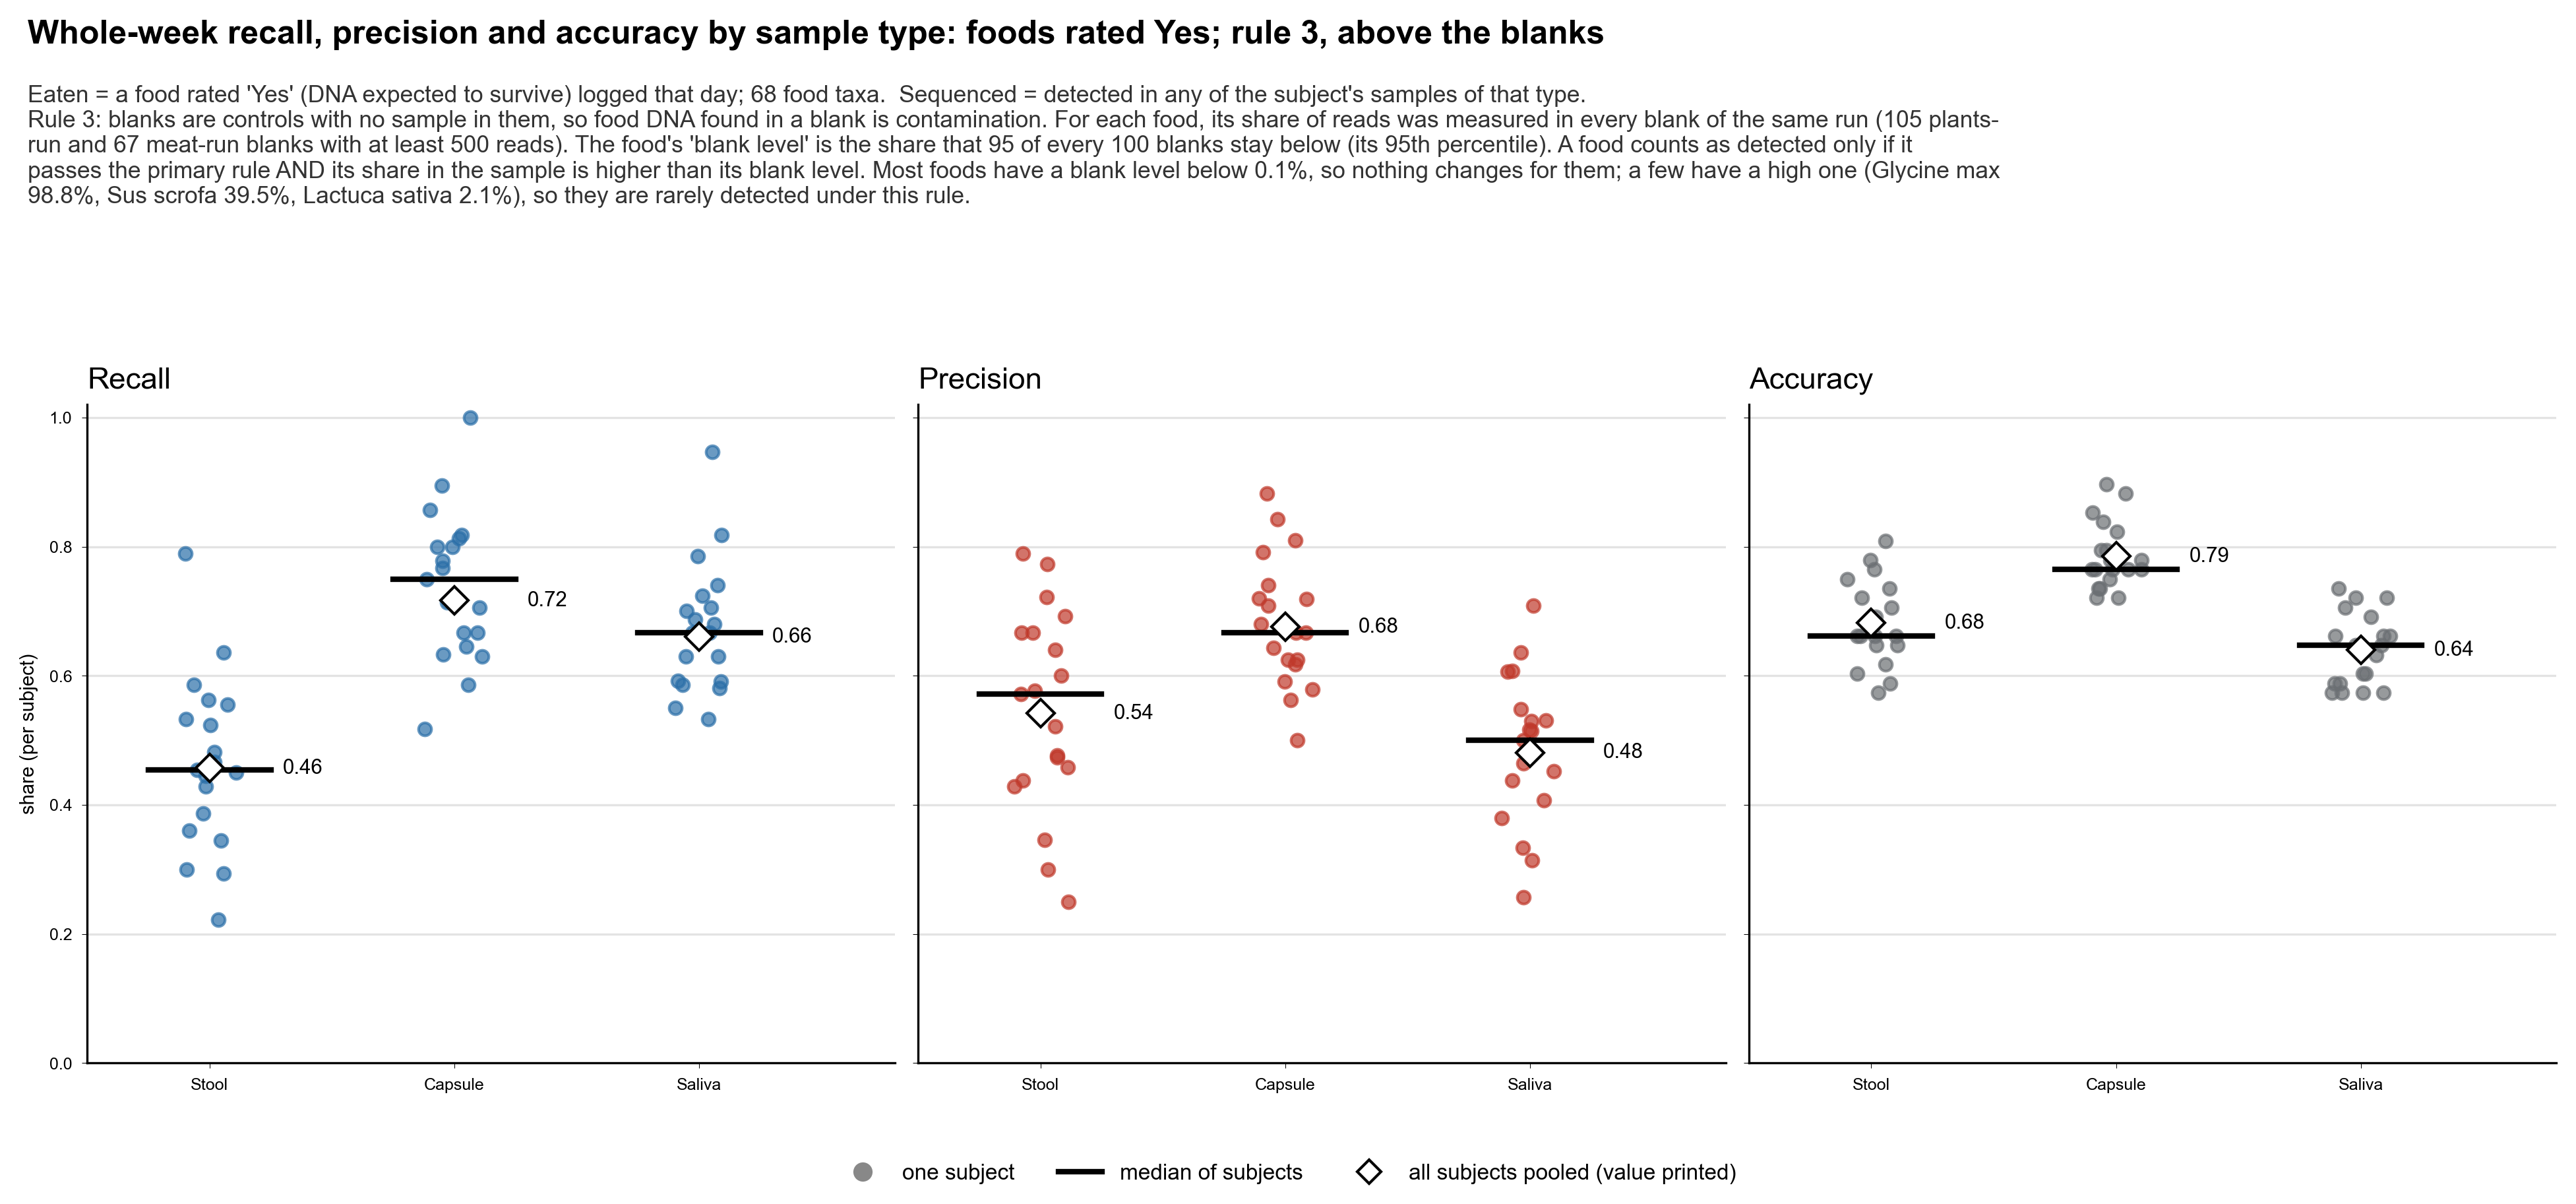 Whole-week recall, precision and accuracy by sample type: foods rated Yes; rule 3, above the blanks
Eaten = a food rated 'Yes' (DNA expected to survive) logged that day; 68 food taxa.  Sequenced = detected in any of the subject's samples of that type.
Rule 3: blanks are controls with no sample in them, so food DNA found in a blank is contamination. For each food, its share of reads was measured in every blank of the same run (105 plants-
run and 67 meat-run blanks with at least 500 reads). The food's 'blank level' is the share that 95 of every 100 blanks stay below (its 95th percentile). A food counts as detected only if it
passes the primary rule AND its share in the sample is higher than its blank level. Most foods have a blank level below 0.1%, so nothing changes for them; a few have a high one (Glycine max
98.8%, Sus scrofa 39.5%, Lactuca sativa 2.1%), so they are rarely detected under this rule.
Recall
Precision
Accuracy
share (per subject)
1.0
0.8
0.6
0.4
0.2
0.0
0.46
0.72
0.66
0.54
0.68
0.48
0.68
0.79
0.64
Stool
Capsule
Saliva
Stool
Capsule
Saliva
Stool
Capsule
Saliva
one subject
median of subjects
all subjects pooled (value printed)